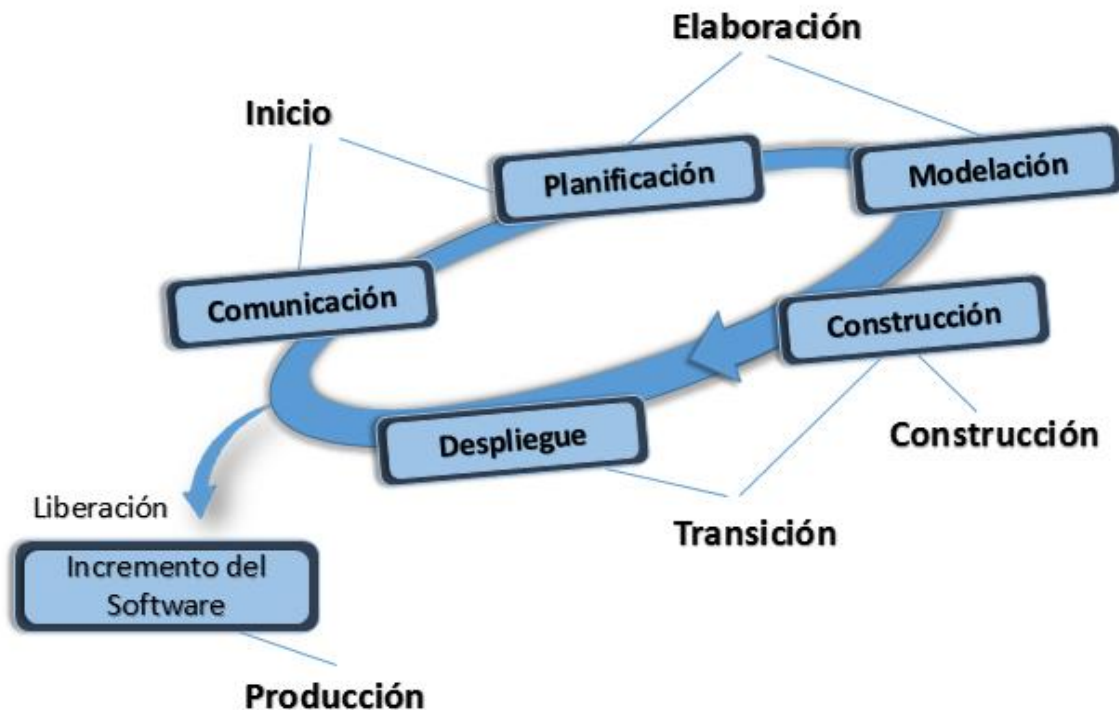 Elaboración
Inicio
Planificación
Modelación
Comunicación
Construcción
Despliegue
Construcción
Liberación
Transición
Incremento del
Software
Producción